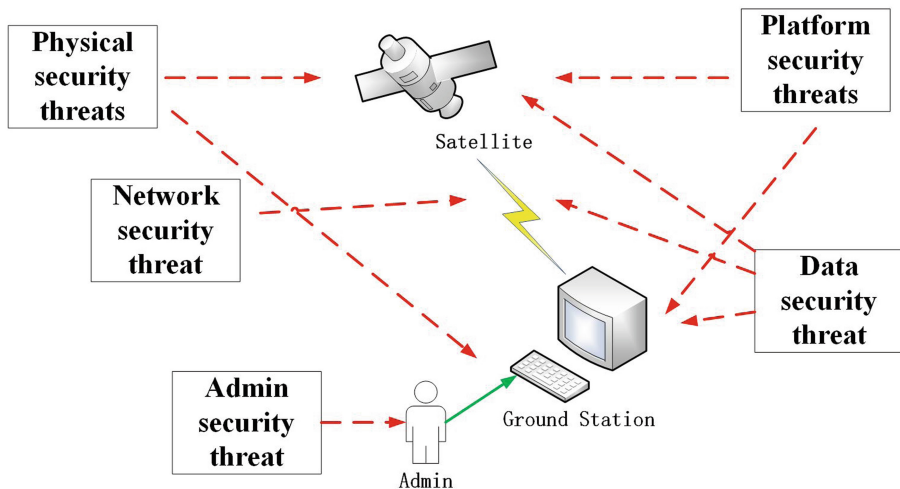 Physical
security
threats
Platform
security
threats
Satellite
Network
security
threat
Data
security
threat
Admin
security
threat
Ground Station
Admin